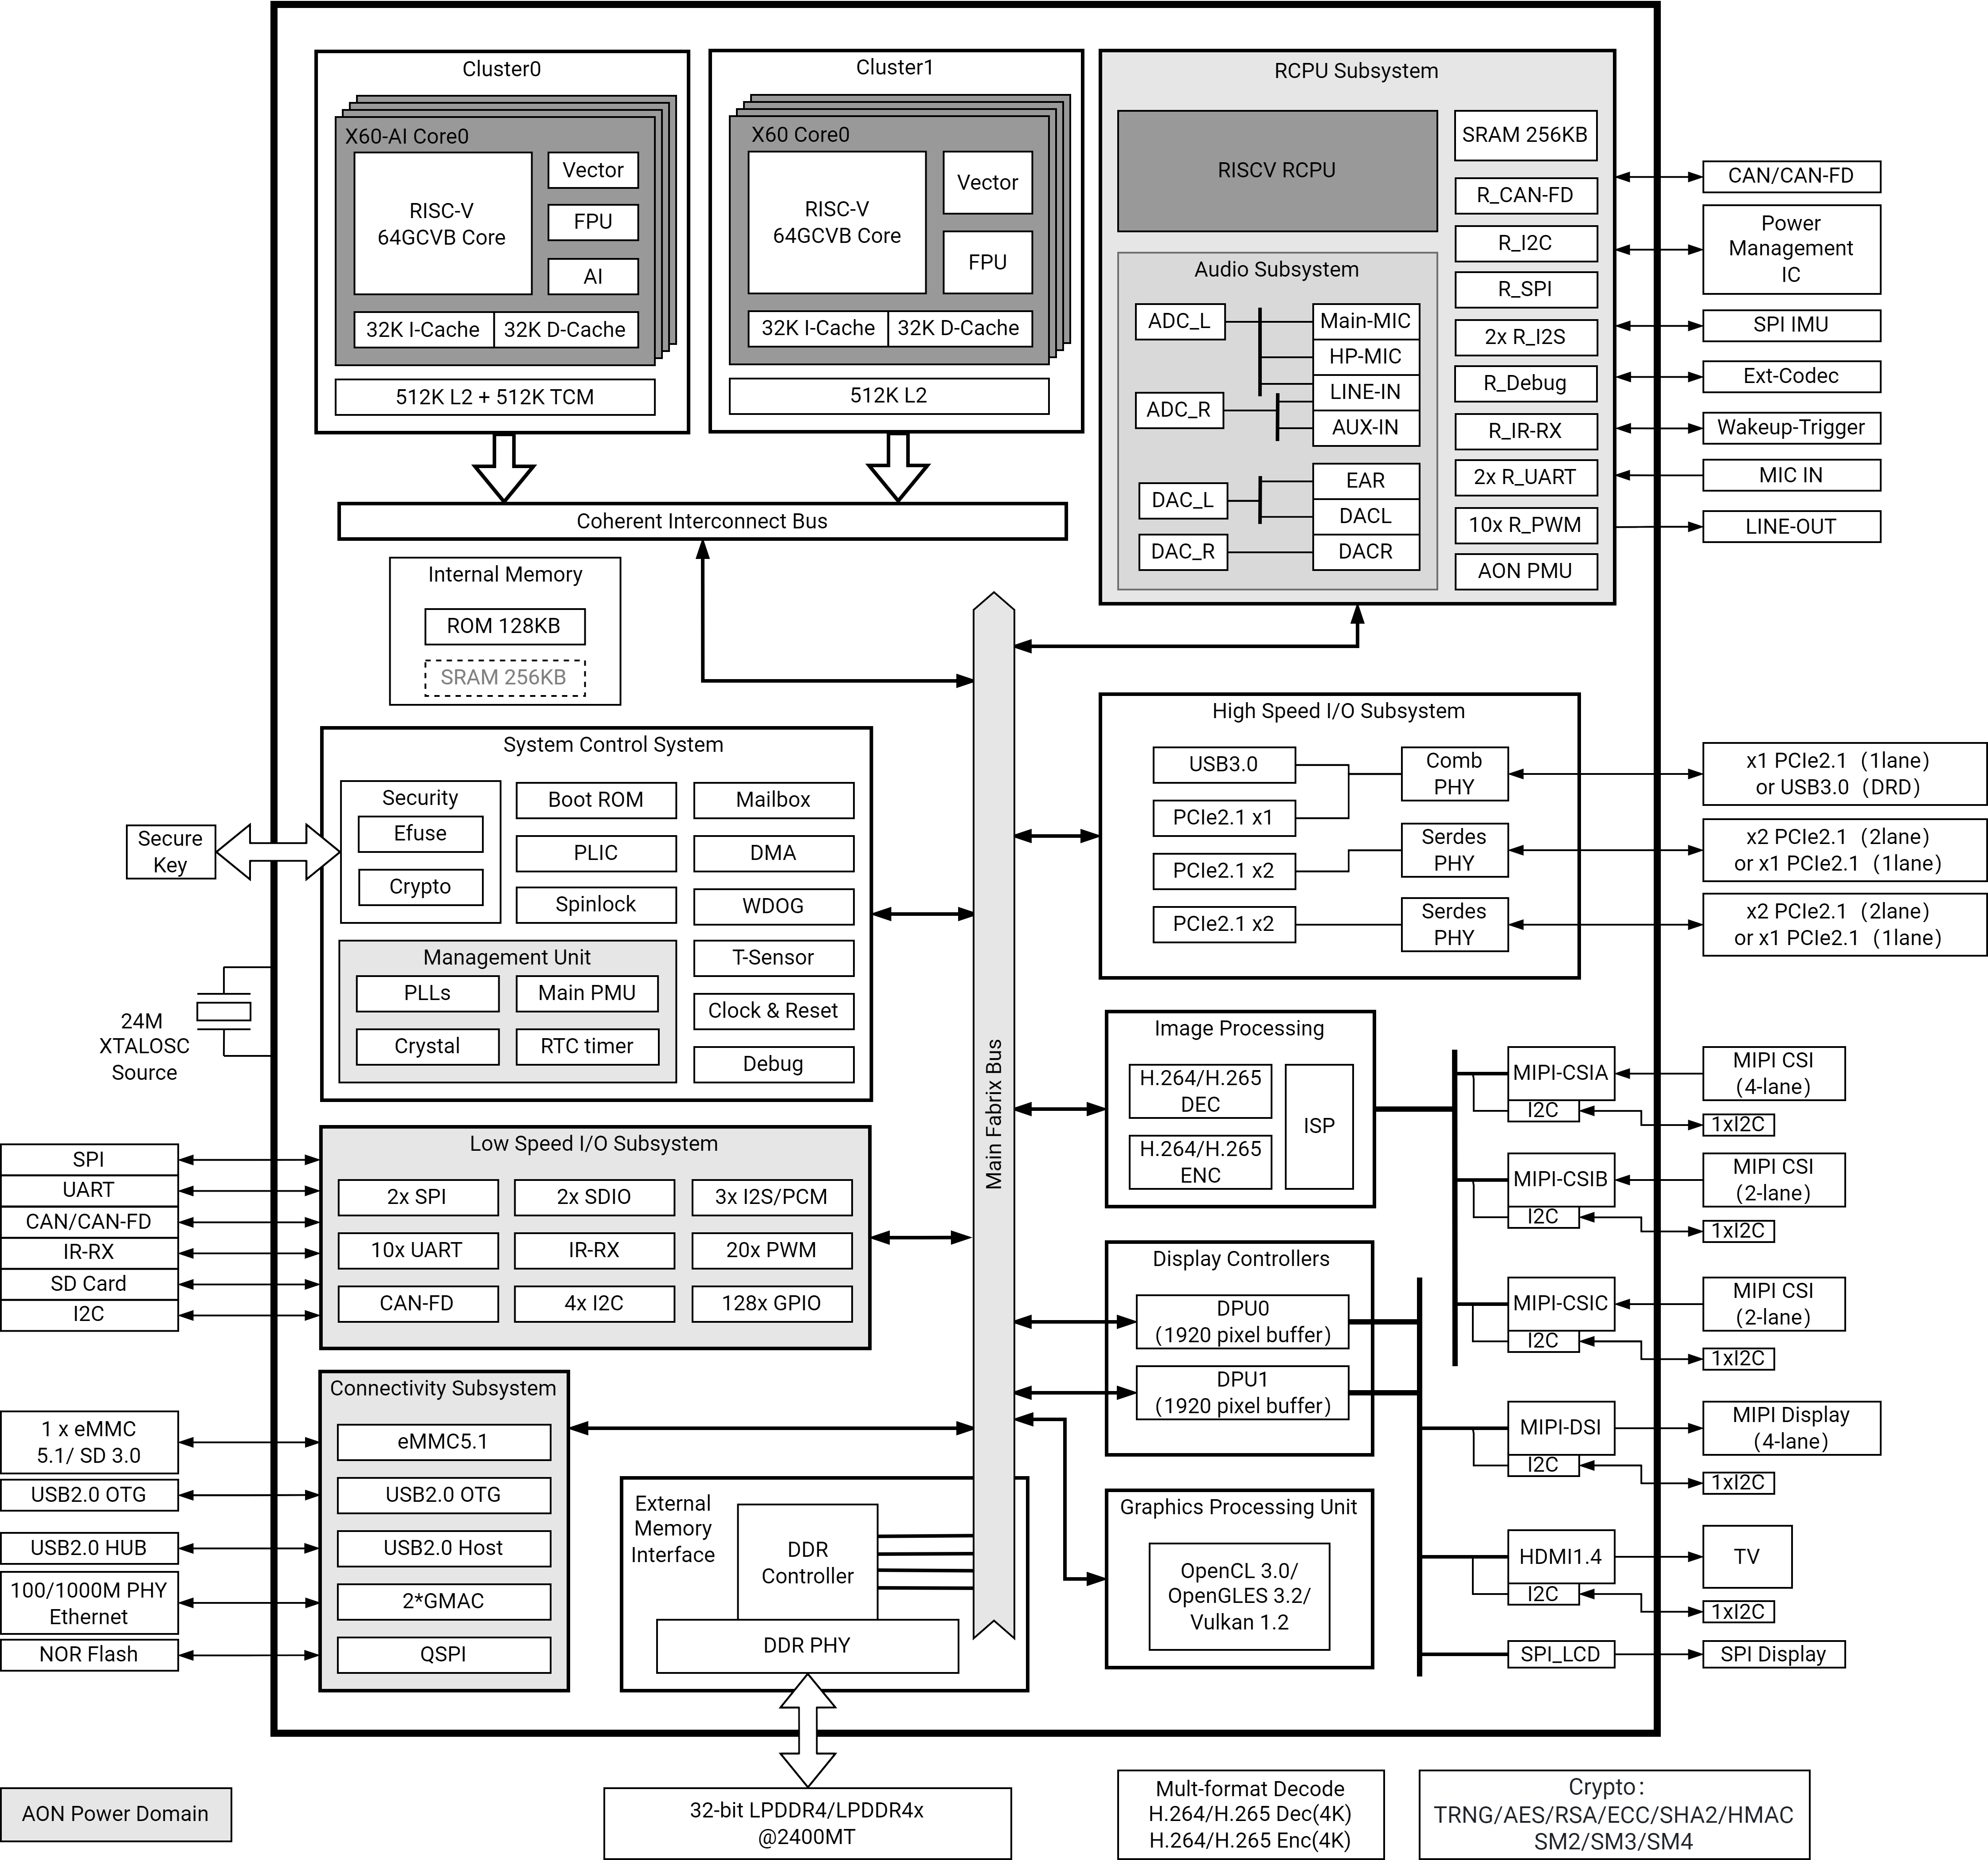 Cluster0
X60-AI Core0
RISC-V
64GCVB Core
Vector
FPU
AI
32K I-Cache
32K D-Cache
512K L2 + 512K TCM
Cluster1
X60 Core0
RISC-V
64GCVB Core
Vector
FPU
32K I-Cache
32K D-Cache
512K L2
Coherent Interconnect Bus
Internal Memory
ROM 128KB
SRAM 256KB
RCPU Subsystem
RISCV RCPU
Audio Subsystem
ADC_L
Main-MIC
HP-MIC
LINE-IN
ADC_R
AUX-IN
DAC_L
EAR
DACL
DAC_R
DACR
SRAM 256KB
R_CAN-FD
R_I2C
R_SPI
2x R_I2S
R_Debug
R_IR-RX
2x R_UART
10x R_PWM
AON PMU
CAN/CAN-FD
Power
Management
IC
SPI IMU
Ext-Codec
Wakeup-Trigger
MIC IN
LINE-OUT
System Control System
Security
Efuse
Crypto
Boot ROM
PLIC
Spinlock
Mailbox
DMA
WDOG
T-Sensor
Clock & Reset
Debug
Management Unit
PLLs
Main PMU
Crystal
RTC timer
Secure
Key
24M
XTALOSC
Source
Main Fabrix Bus
High Speed I/O Subsystem
USB3.0
PCIe2.1 x1
PCIe2.1 x2
PCIe2.1 x2
Comb
PHY
Serdes
PHY
Serdes
PHY
x1 PCIe2.1（1lane）
or USB3.0（DRD）
x2 PCIe2.1（2lane）
or x1 PCIe2.1（1lane）
x2 PCIe2.1（2lane）
or x1 PCIe2.1（1lane）
Low Speed I/O Subsystem
2x SPI
2x SDIO
3x I2S/PCM
10x UART
IR-RX
20x PWM
CAN-FD
4x I2C
128x GPIO
SPI
UART
CAN/CAN-FD
IR-RX
SD Card
I2C
Image Processing
H.264/H.265
DEC
H.264/H.265
ENC
ISP
MIPI-CSIA
I2C
MIPI CSI
（4-lane）
1xI2C
MIPI-CSIB
I2C
MIPI CSI
（2-lane）
1xI2C
MIPI-CSIC
I2C
MIPI CSI
（2-lane）
1xI2C
Display Controllers
DPU0
（1920 pixel buffer）
DPU1
（1920 pixel buffer）
MIPI-DSI
I2C
MIPI Display
（4-lane）
1xI2C
HDMI1.4
I2C
TV
1xI2C
SPI_LCD
SPI Display
Connectivity Subsystem
eMMC5.1
USB2.0 OTG
USB2.0 Host
2*GMAC
QSPI
1 x eMMC
5.1/ SD 3.0
USB2.0 OTG
USB2.0 HUB
100/1000M PHY
Ethernet
NOR Flash
External
Memory
Interface
DDR
Controller
DDR PHY
Graphics Processing Unit
OpenCL 3.0/
OpenGLES 3.2/
Vulkan 1.2
AON Power Domain
32-bit LPDDR4/LPDDR4x
@2400MT
Mult-format Decode
H.264/H.265 Dec(4K)
H.264/H.265 Enc(4K)
Crypto：
TRNG/AES/RSA/ECC/SHA2/HMAC
SM2/SM3/SM4